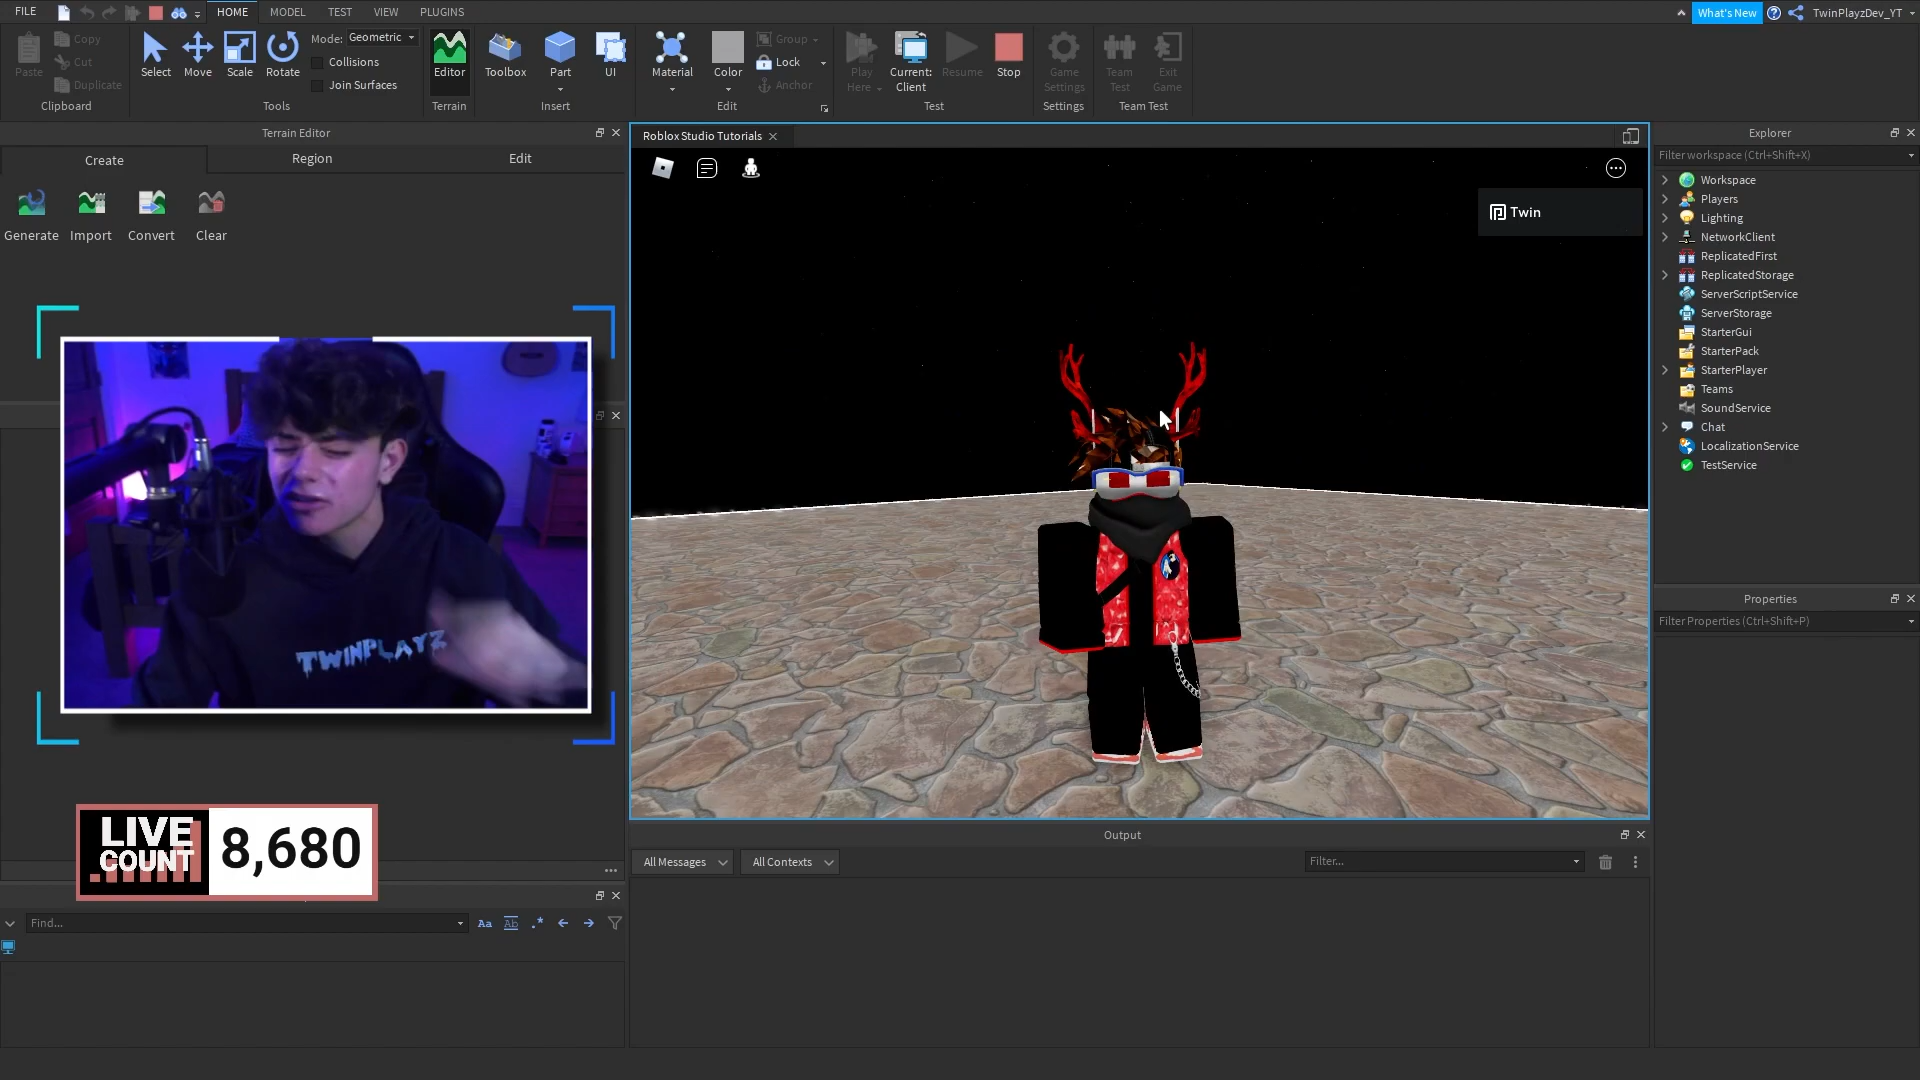 FILE
HOME
MODEL
TEST
VIEW
PLUGINS
What's New
TwinPlayzDev_YT
Paste
Copy
Cut
Duplicate
Clipboard
Select
Move
Scale
Rotate
Mode: Geometric
Collisions
Join Surfaces
Tools
Editor
Terrain
Toolbox
Part
UI
Insert
Material
Color
Group
Lock
Anchor
Edit
Play
Here
Current:
Client
Resume
Stop
Test
Game
Settings
Settings
Team
Test
Exit
Game
Team Test
Terrain Editor
Create
Region
Edit
Generate
Import
Convert
Clear
TWINPLAYZ
LIVE
COUNT
8,680
Find...
Aa
Ab
Roblox Studio Tutorials
Twin
Output
All Messages
All Contexts
Filter...
Explorer
Filter workspace (Ctrl+Shift+X)
Workspace
Players
Lighting
NetworkClient
ReplicatedFirst
ReplicatedStorage
ServerScriptService
ServerStorage
StarterGui
StarterPack
StarterPlayer
Teams
SoundService
Chat
LocalizationService
TestService
Properties
Filter Properties (Ctrl+Shift+P)